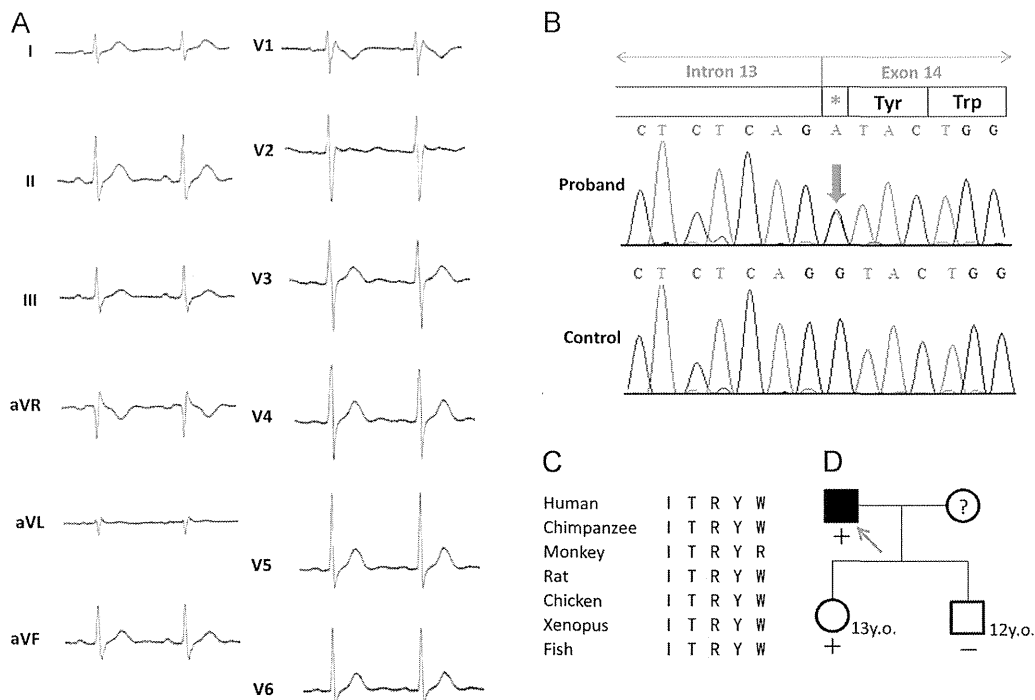 A
I
II
III
aVR
aVL
aVF
V1
V2
V3
V4
V5
V6
B
Intron 13 Exon 14
* Tyr Trp
C T C T C A G A T A C T G G
Proband
C T C T C A G G T A C T G G
Control
C
Human I T R Y W
Chimpanzee I T R Y W
Monkey I T R Y R
Rat I T R Y W
Chicken I T R Y W
Xenopus I T R Y W
Fish I T R Y W
D
?
+
13y.o.
+
12y.o.
−